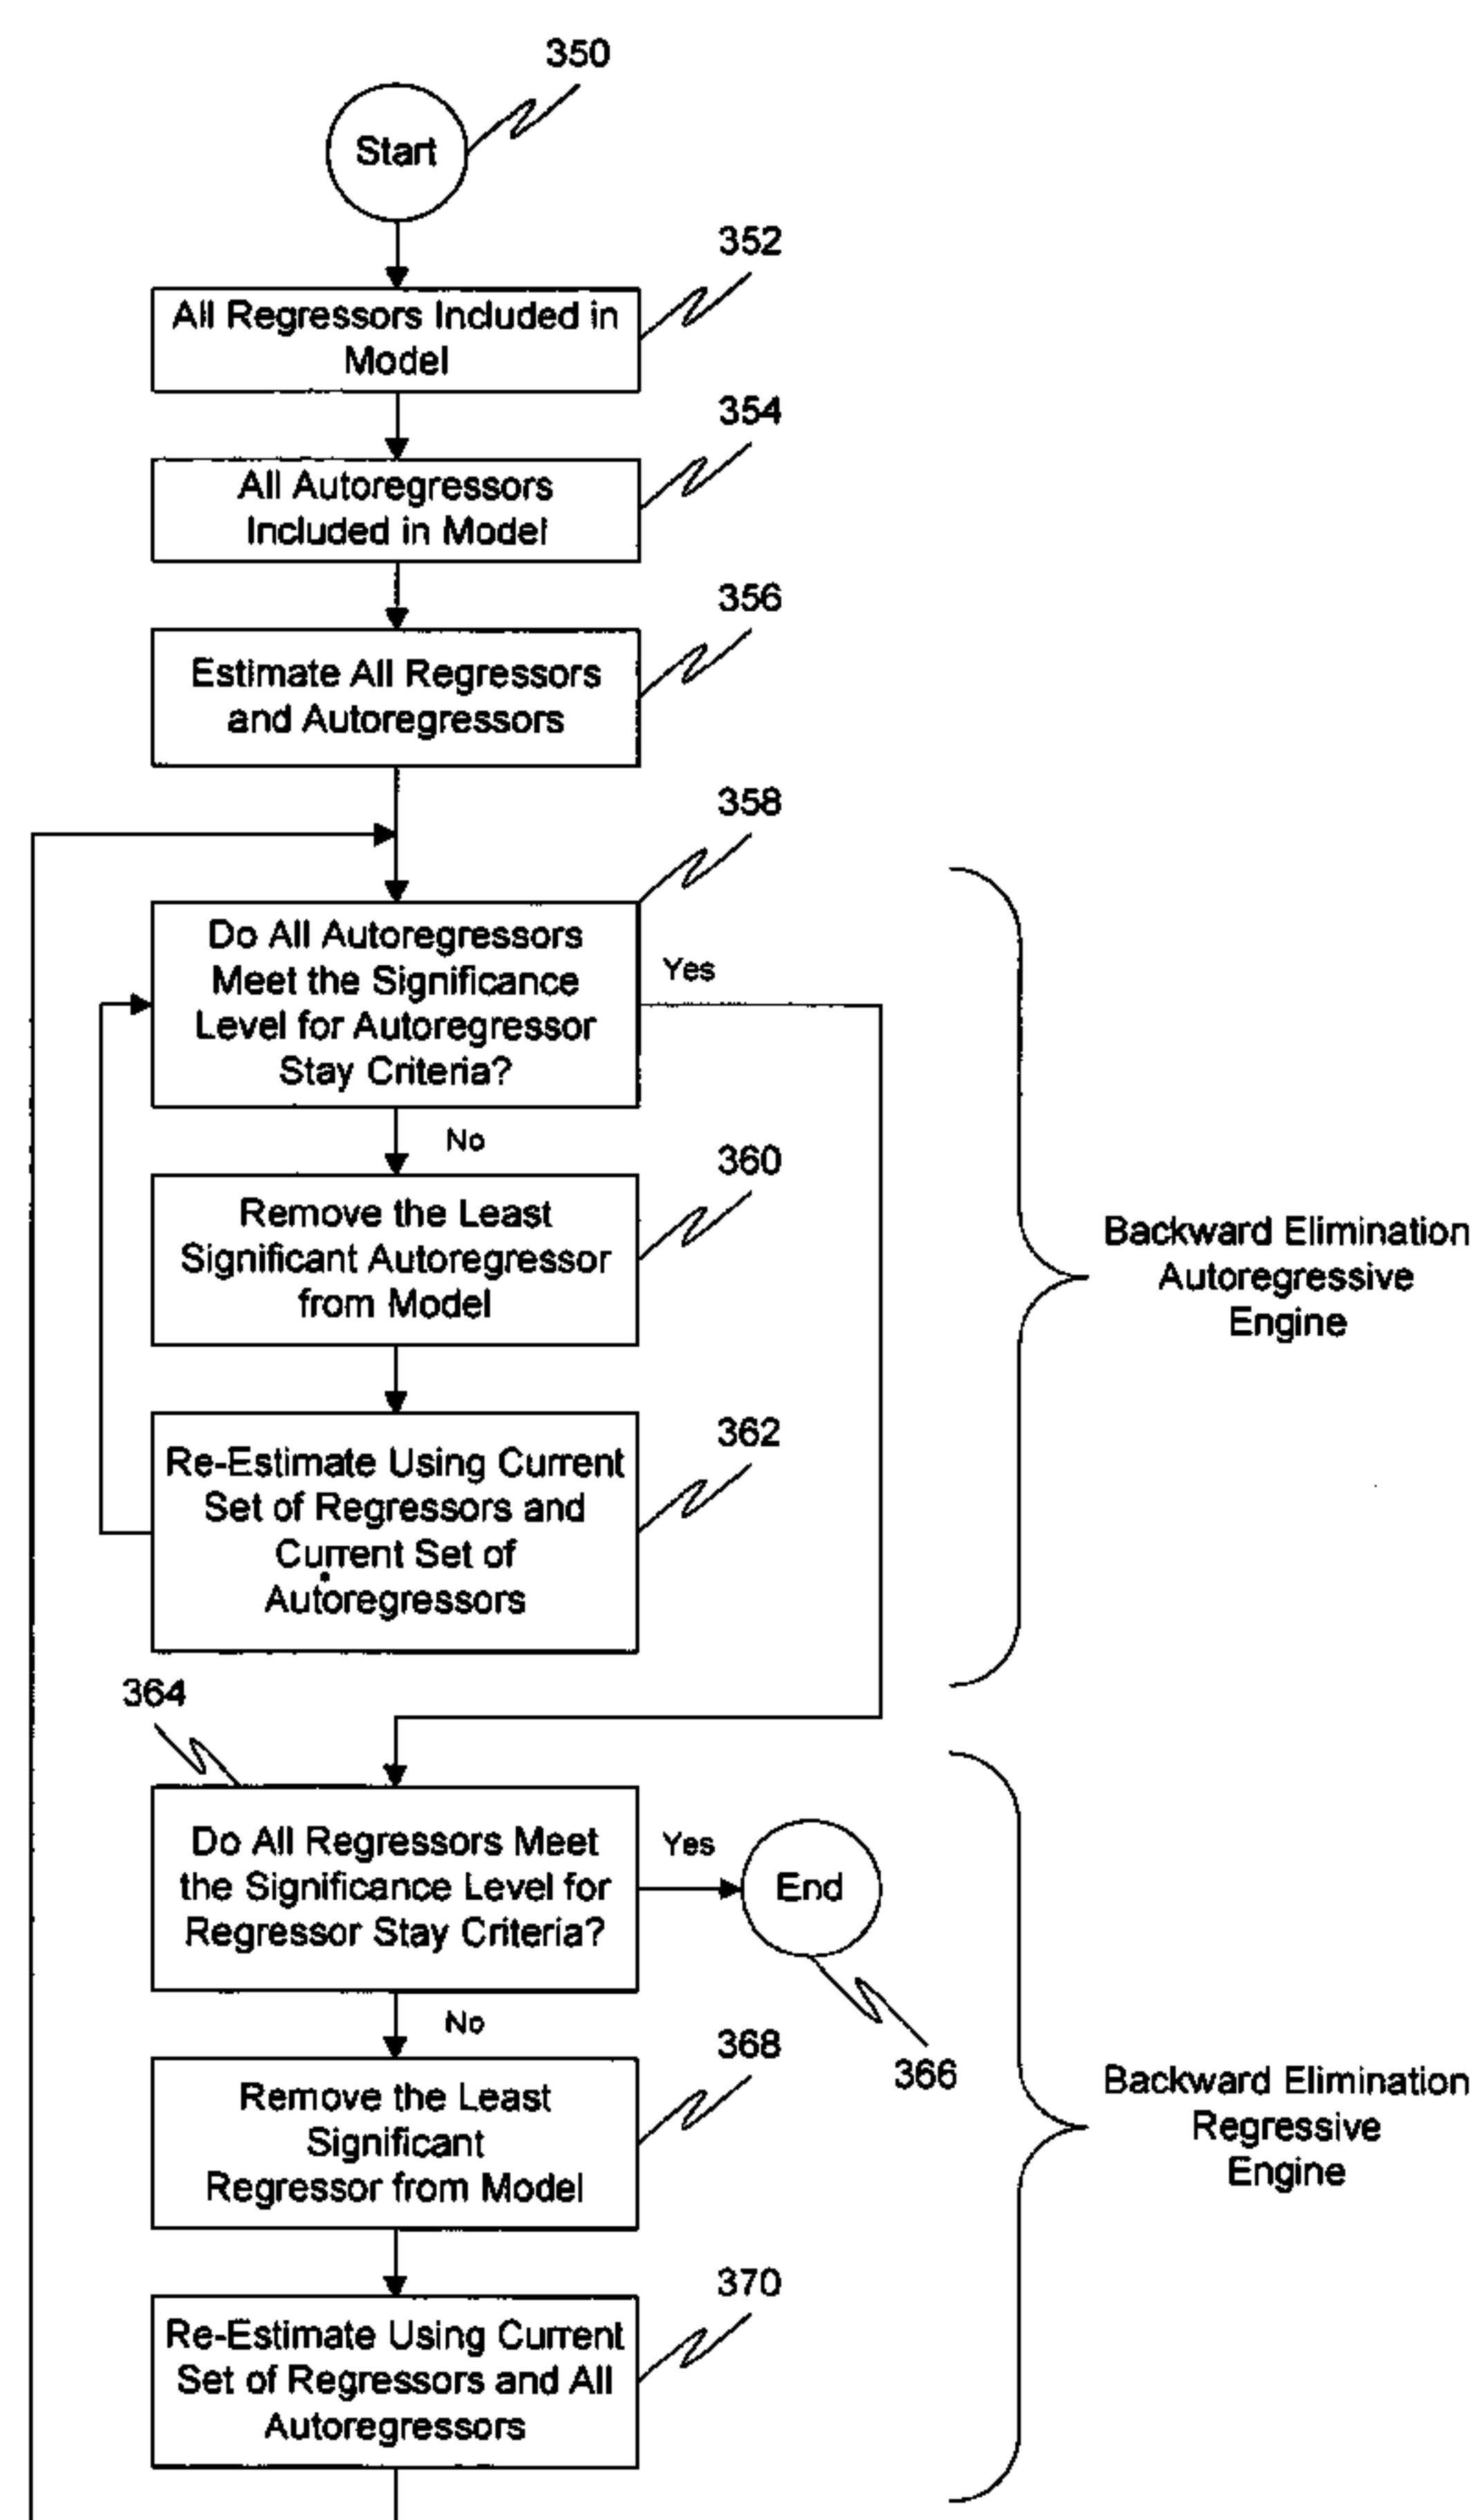 350
Start
352
All Regressors Included in
Model
354
All Autoregressors
Included in Model
356
Estimate All Regressors
and Autoregressors
358
Do All Autoregressors
Meet the Significance
Level for Autoregressor
Stay Criteria?
Yes
No
360
Remove the Least
Significant Autoregressor
from Model
Backward Elimination
Autoregressive
Engine
362
Re-Estimate Using Current
Set of Regressors and
Current Set of
Autoregressors
364
Do All Regressors Meet
the Significance Level for
Regressor Stay Criteria?
Yes
End
366
No
368
Remove the Least
Significant
Regressor from Model
Backward Elimination
Regressive
Engine
370
Re-Estimate Using Current
Set of Regressors and All
Autoregressors